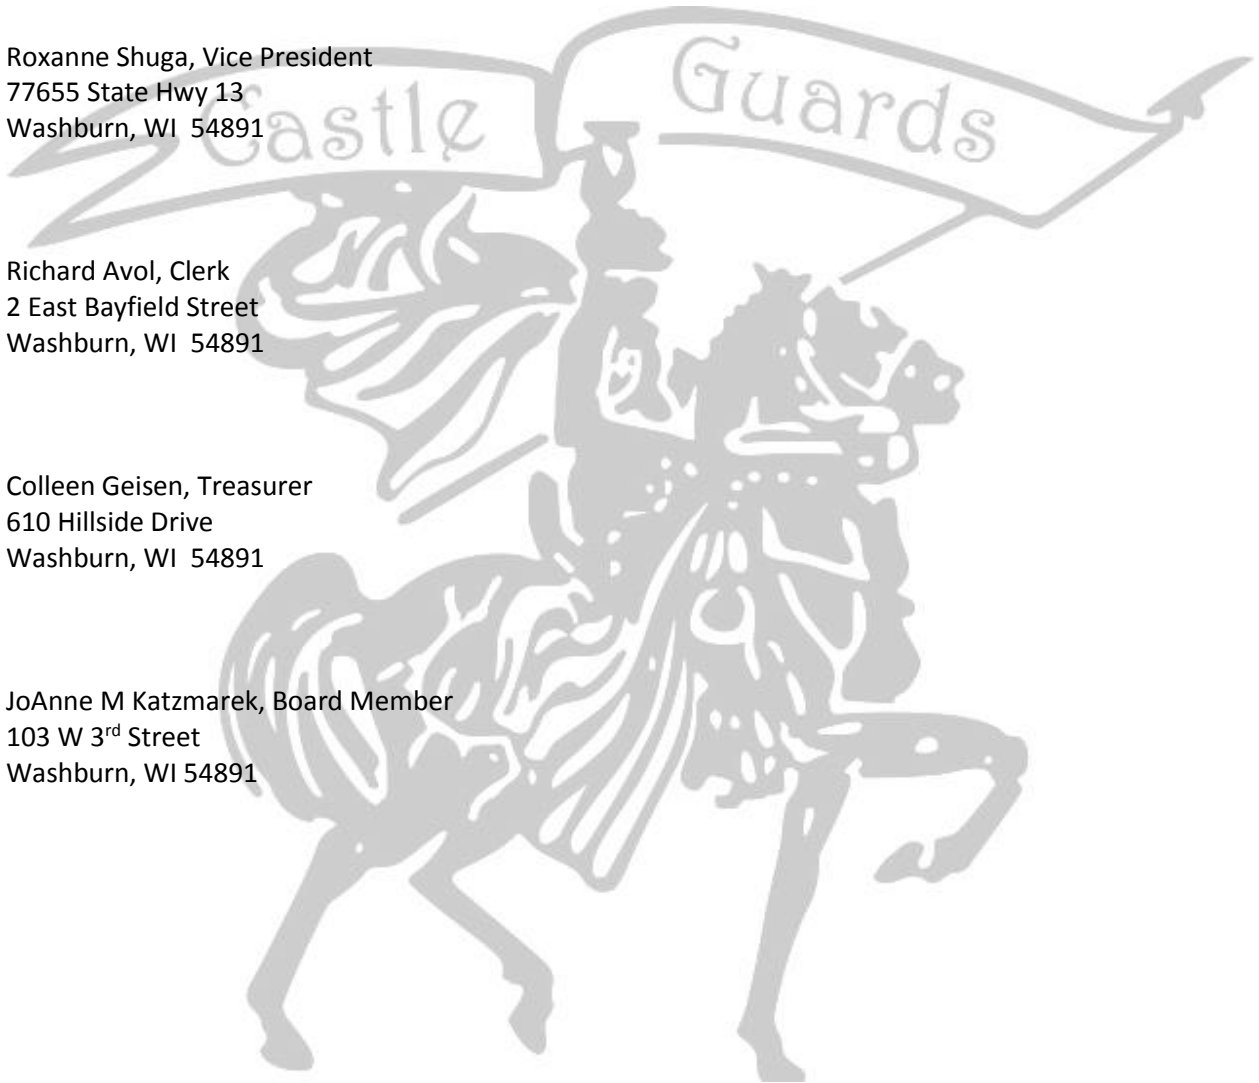 Castle Guards
Roxanne Shuga, Vice President
77655 State Hwy 13
Washburn, WI  54891
Richard Avol, Clerk
2 East Bayfield Street
Washburn, WI  54891
Colleen Geisen, Treasurer
610 Hillside Drive
Washburn, WI  54891
JoAnne M Katzmarek, Board Member
103 W 3rd Street
Washburn, WI 54891